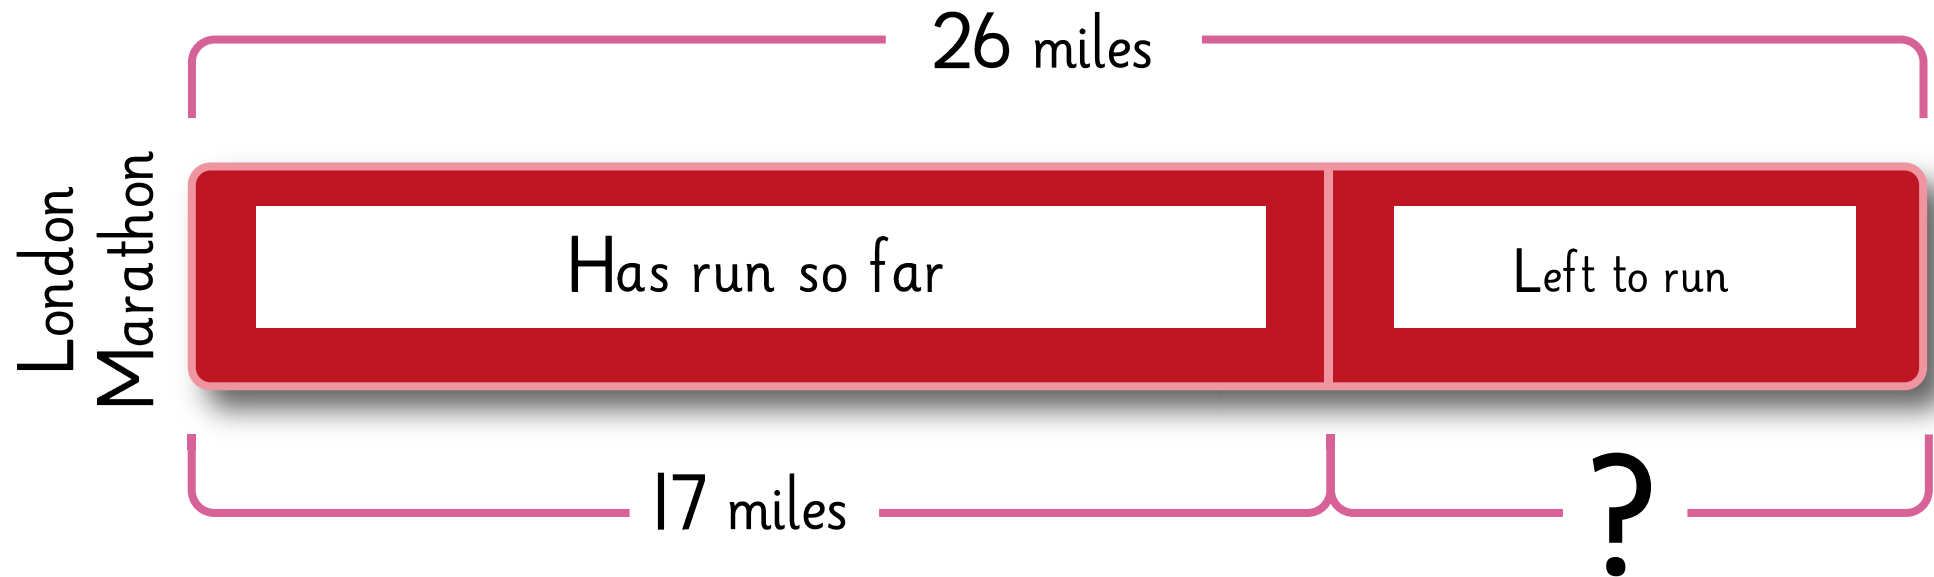 26 miles
London
Marathon
Has run so far
Left to run
17 miles
?